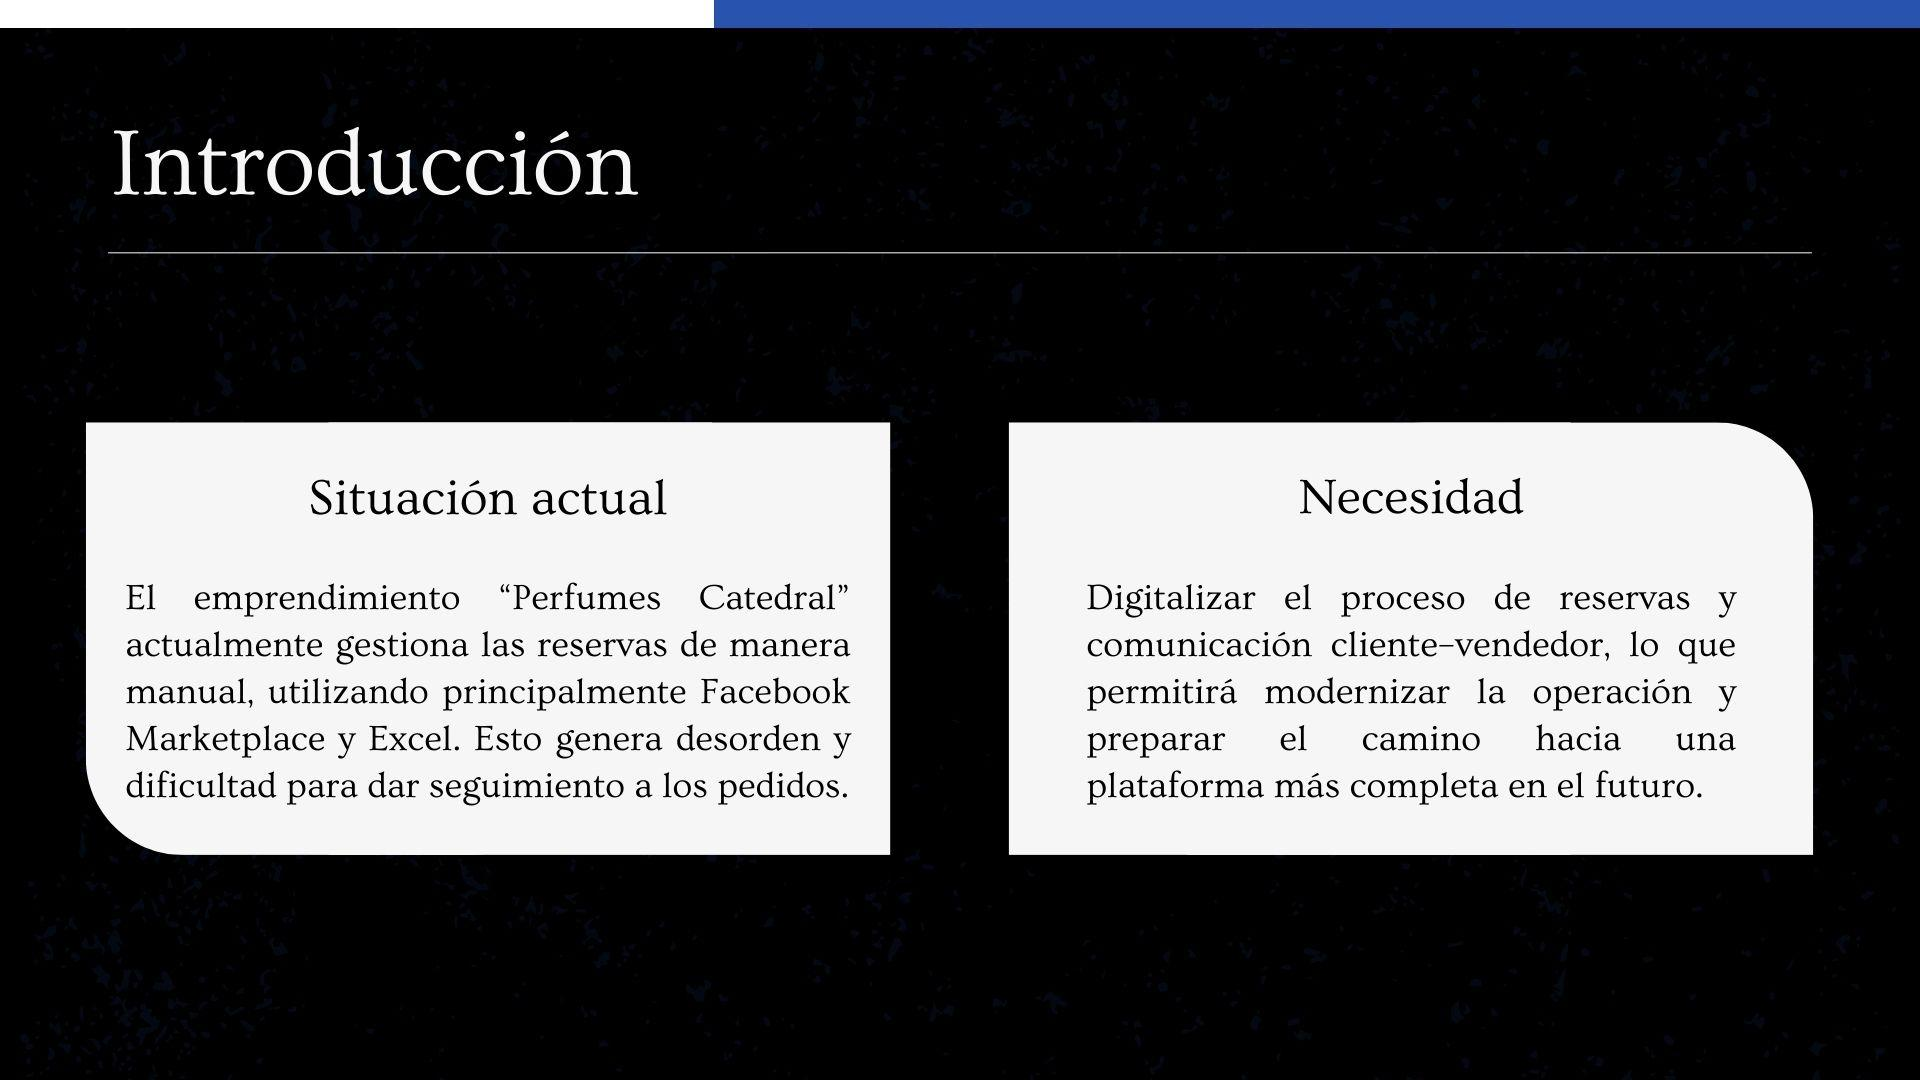 Introducción
Situación actual
El emprendimiento “Perfumes Catedral”
actualmente gestiona las reservas de manera
manual, utilizando principalmente Facebook
Marketplace y Excel. Esto genera desorden y
dificultad para dar seguimiento a los pedidos.
Necesidad
Digitalizar el proceso de reservas y
comunicación cliente–vendedor, lo que
permitirá modernizar la operación y
preparar el camino hacia una
plataforma más completa en el futuro.